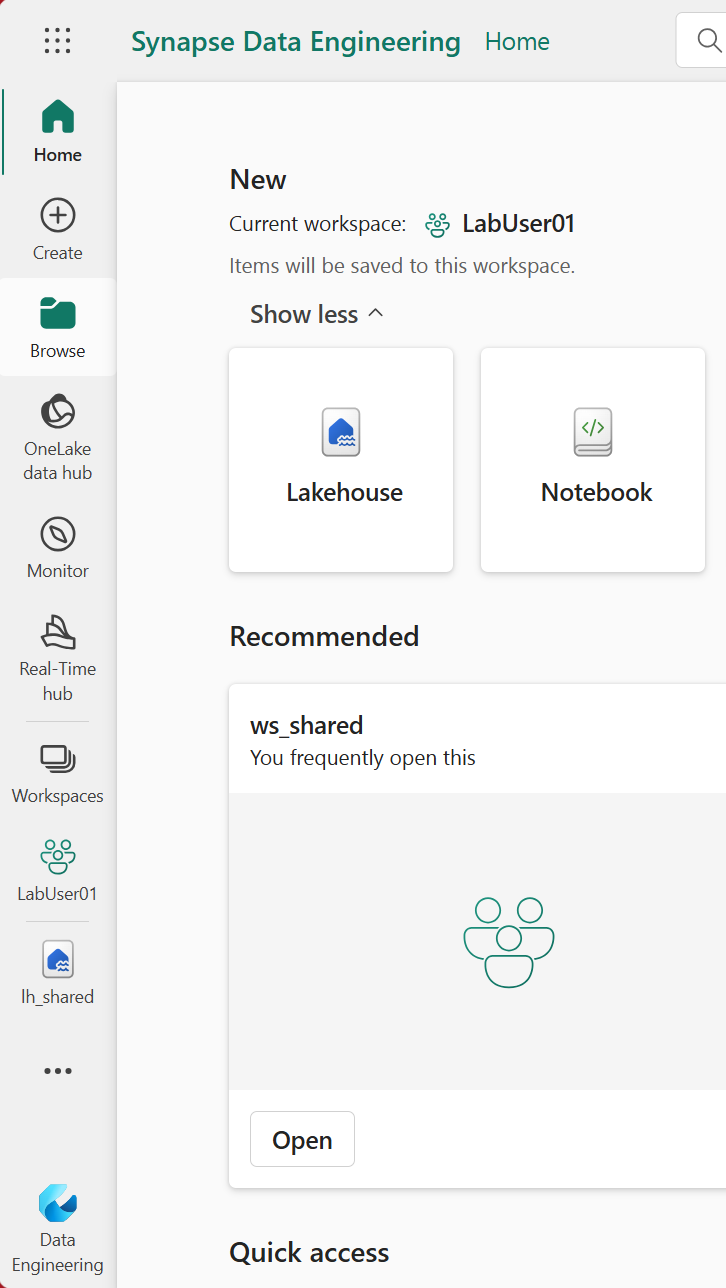 Synapse Data Engineering Home
Home
Create
Browse
OneLake
data hub
Monitor
Real-Time
hub
Workspaces
LabUser01
lh_shared
Data
Engineering
New
Current workspace: LabUser01
Items will be saved to this workspace.
Show less
Lakehouse
Notebook
</>
Recommended
ws_shared
You frequently open this
Open
Quick access